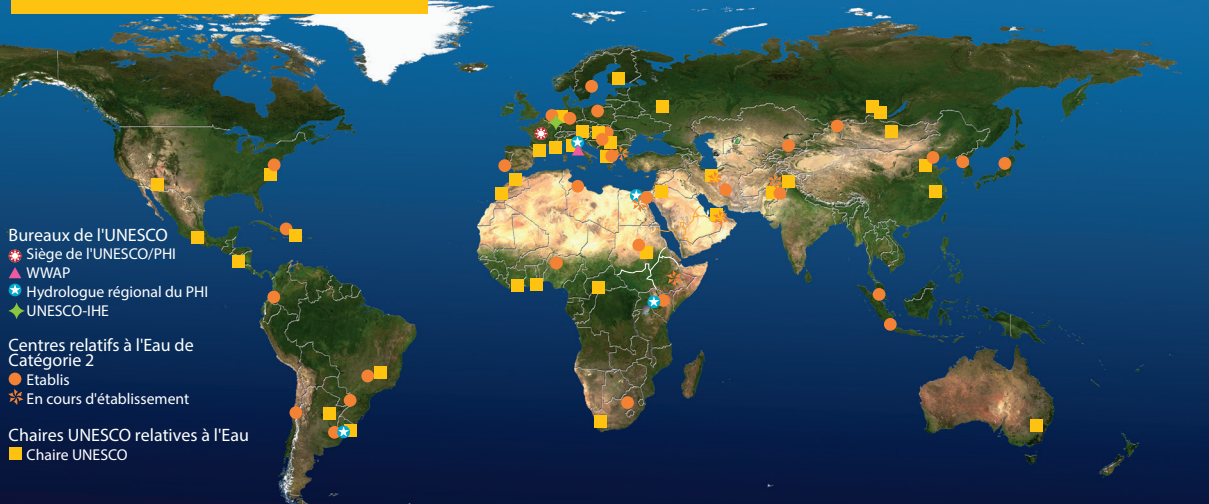 Bureaux de l'UNESCO
Siège de l'UNESCO/PHI
WWAP
Hydrologue régional du PHI
UNESCO-IHE
Centres relatifs à l'Eau de
Catégorie 2
Etablis
En cours d'établissement
Chaires UNESCO relatives à l'Eau
Chaire UNESCO